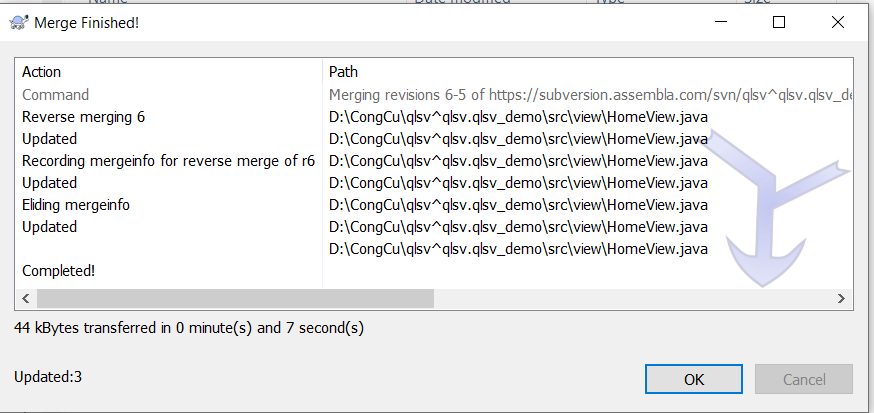 Name Date modified Type Size
Merge Finished!
Action Path
Command Merging revisions 6-5 of https://subversion.assembla.com/svn/qlsv^qlsv.qlsv_de
Reverse merging 6 D:\CongCu\qlsv^qlsv.qlsv_demo\src\view\HomeView.java
Updated D:\CongCu\qlsv^qlsv.qlsv_demo\src\view\HomeView.java
Recording mergeinfo for reverse merge of r6 D:\CongCu\qlsv^qlsv.qlsv_demo\src\view\HomeView.java
Updated D:\CongCu\qlsv^qlsv.qlsv_demo\src\view\HomeView.java
Eliding mergeinfo D:\CongCu\qlsv^qlsv.qlsv_demo\src\view\HomeView.java
Updated D:\CongCu\qlsv^qlsv.qlsv_demo\src\view\HomeView.java
D:\CongCu\qlsv^qlsv.qlsv_demo\src\view\HomeView.java
Completed!
44 kBytes transferred in 0 minute(s) and 7 second(s)
Updated:3
OK Cancel